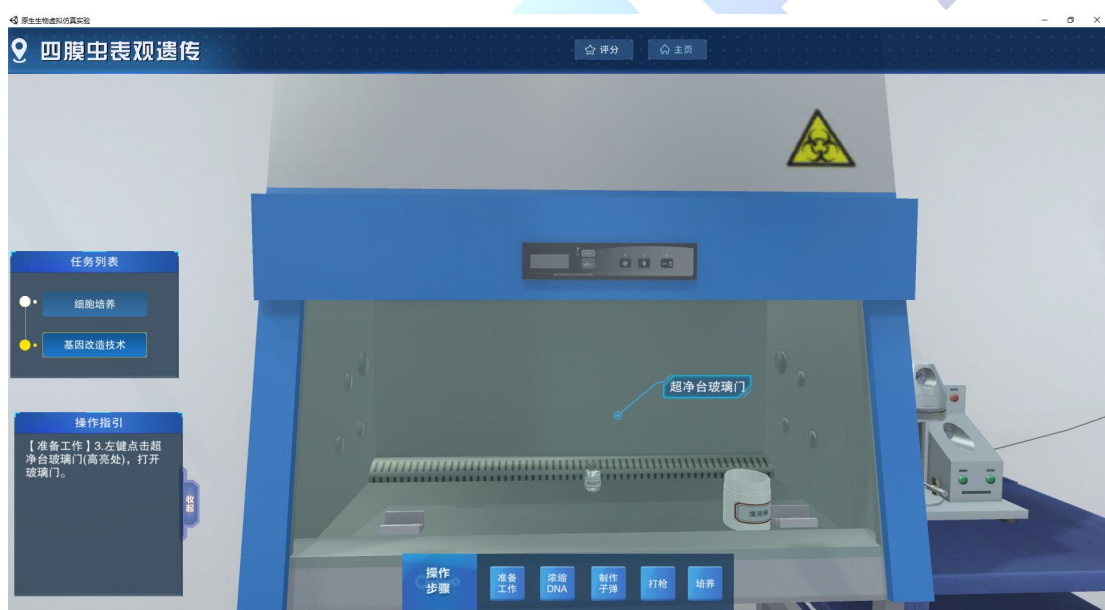 原生生物虚拟仿真实验
四膜虫表观遗传
评分
主页
任务列表
细胞培养
基因改造技术
超净台玻璃门
操作指引
【准备工作】3.左键点击超
净台玻璃门(高亮处)，打开
玻璃门。
收起
废液缸
操作
步骤
准备
工作
浓缩
DNA
制作
子弹
打枪
培养